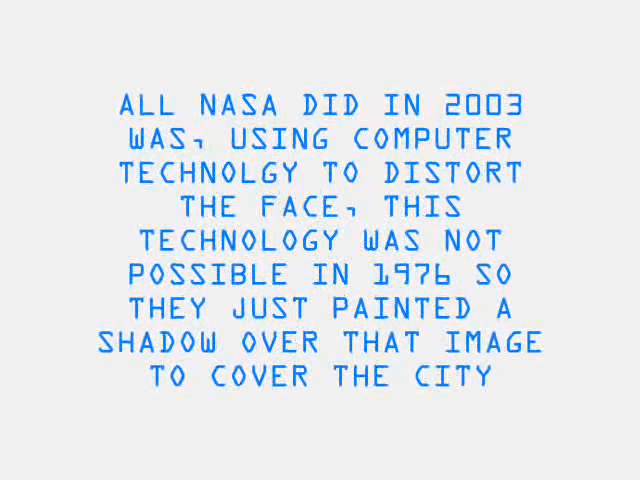 ALL NASA DID IN 2003
WAS, USING COMPUTER
TECHNOLGY TO DISTORT
THE FACE, THIS
TECHNOLOGY WAS NOT
POSSIBLE IN 1976 SO
THEY JUST PAINTED A
SHADOW OVER THAT IMAGE
TO COVER THE CITY